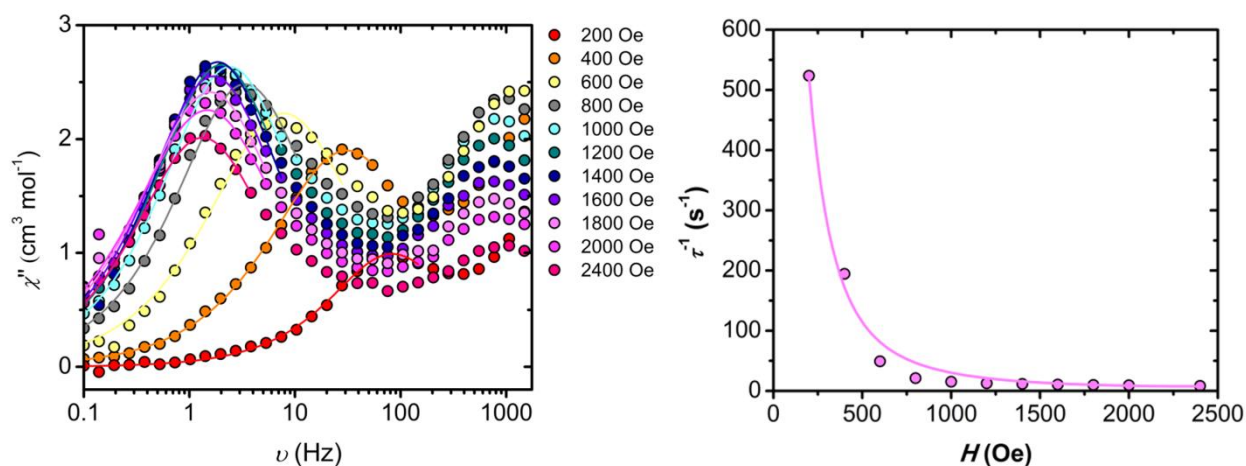 3
2
1
0
χ'' (cm³ mol⁻¹)
0.1 1 10 100 1000
υ (Hz)
200 Oe
400 Oe
600 Oe
800 Oe
1000 Oe
1200 Oe
1400 Oe
1600 Oe
1800 Oe
2000 Oe
2400 Oe
600
500
400
300
200
100
0
τ⁻¹ (s⁻¹)
0 500 1000 1500 2000 2500
H (Oe)